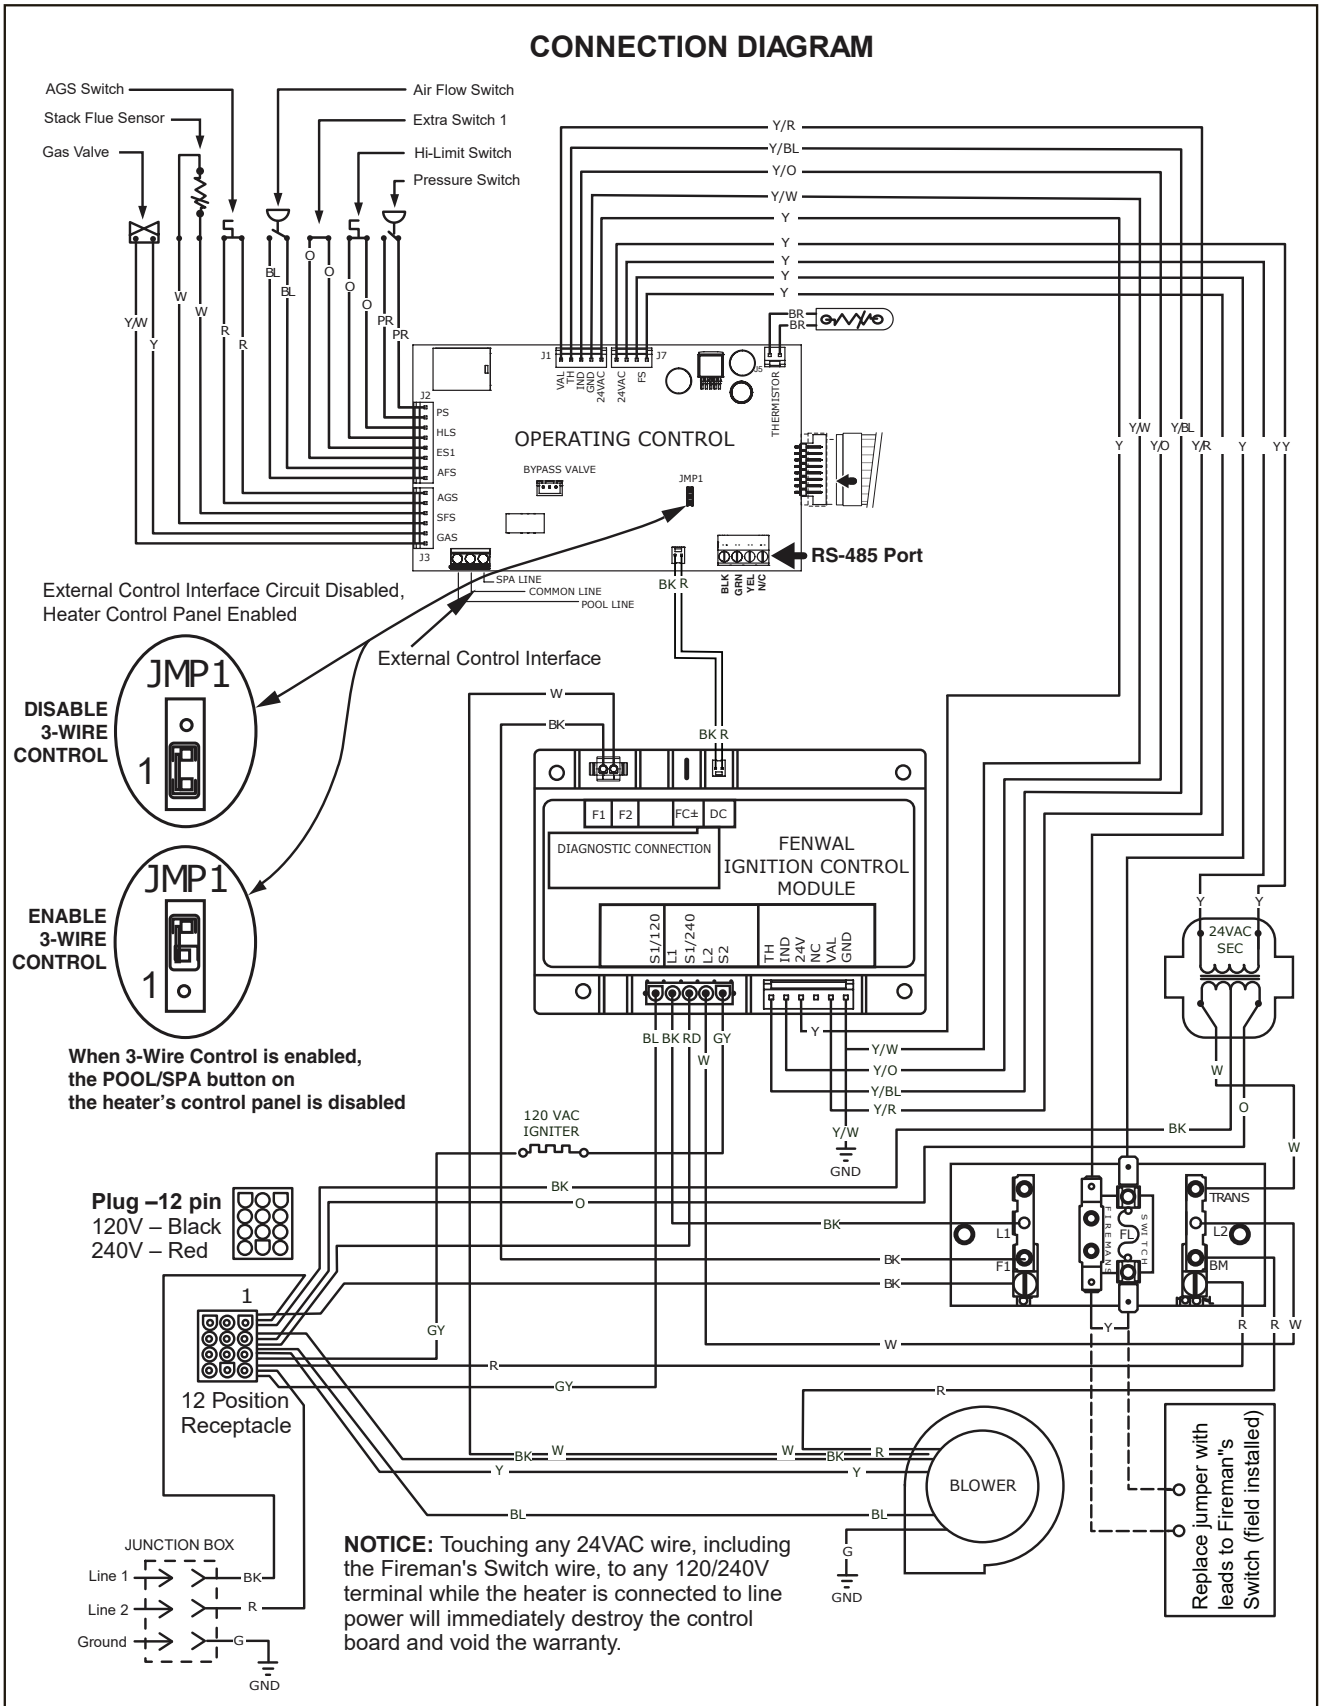 CONNECTION DIAGRAM
AGS Switch
Stack Flue Sensor
Gas Valve
Air Flow Switch
Extra Switch 1
Hi-Limit Switch
Pressure Switch
Y/R
Y/BL
Y/O
Y/W
Y
Y
Y
Y
Y
W
W
Y/W
Y
R
R
BL
BL
O
O
O
O
PR
PR
BR
BR
J1
VAL
TH
IND
GND
24VAC
24VAC
FS
J7
J5
THERMISTOR
J2
PS
HLS
ES1
AFS
AGS
SFS
GAS
J3
OPERATING CONTROL
BYPASS VALVE
JMP1
RS-485 Port
BLK
GRN
YEL
N/C
BK R
SPA LINE
COMMON LINE
POOL LINE
Y
Y/W
Y/O
Y/BL
Y/R
Y
Y Y
External Control Interface Circuit Disabled,
Heater Control Panel Enabled
External Control Interface
JMP1
1
DISABLE
3-WIRE
CONTROL
JMP1
1
ENABLE
3-WIRE
CONTROL
When 3-Wire Control is enabled,
the POOL/SPA button on
the heater's control panel is disabled
W
BK
BK R
F1
F2
FC±
DC
DIAGNOSTIC CONNECTION
FENWAL
IGNITION CONTROL
MODULE
S1/120
L1
S1/240
L2
S2
TH
IND
24V
NC
VAL
GND
BL BK RD
W
GY
Y
Y/W
Y/O
Y/BL
Y/R
Y/W
GND
Y
Y
24VAC
SEC
W
O
BK
W
120 VAC
IGNITER
BK
O
BK
BK
BK
L1
F1
FIREMANS
FL
SWITCH
TRANS
L2
BM
Y
R
R
W
Plug –12 pin
120V – Black
240V – Red
1
12 Position
Receptacle
GY
W
R
GY
R
BK
W
W
BK
R
Y
Y
BL
BL
BLOWER
G
GND
Replace jumper with
leads to Fireman"s
Switch (field installed)
JUNCTION BOX
Line 1
BK
Line 2
R
Ground
G
GND
NOTICE: Touching any 24VAC wire, including
the Fireman's Switch wire, to any 120/240V
terminal while the heater is connected to line
power will immediately destroy the control
board and void the warranty.